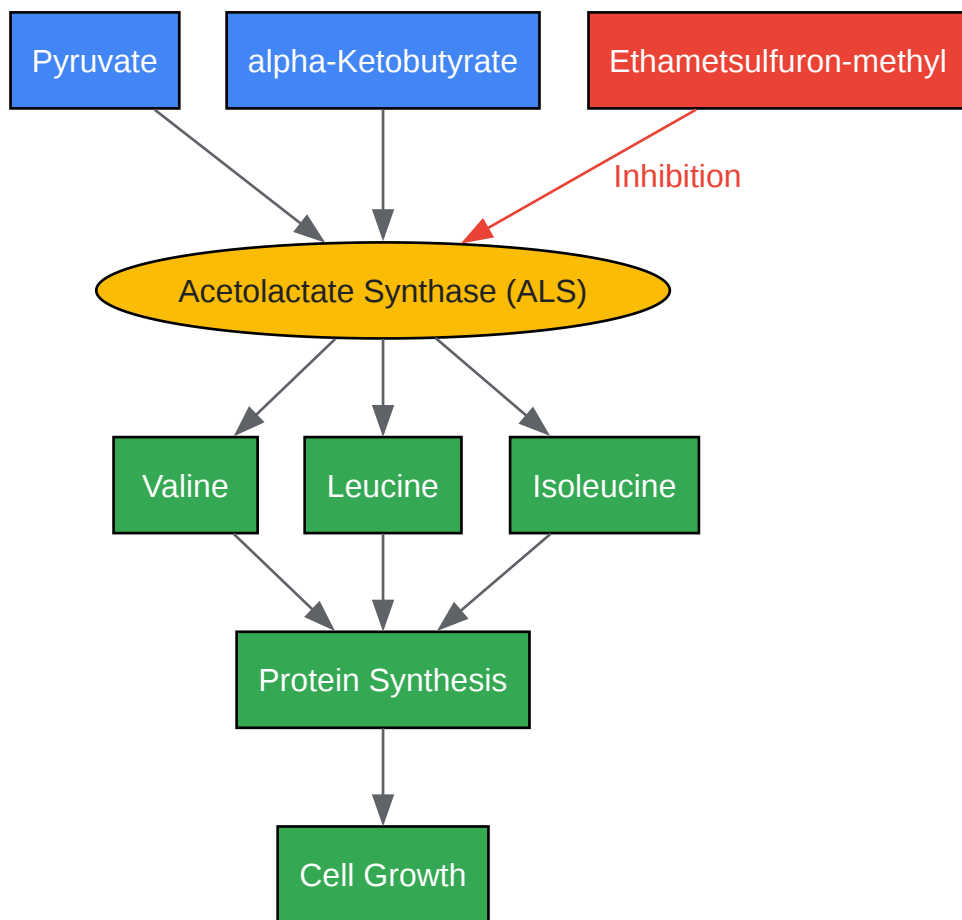 Pyruvate
alpha-Ketobutyrate
Ethametsulfuron-methyl
Inhibition
Acetolactate Synthase (ALS)
Valine
Leucine
Isoleucine
Protein Synthesis
Cell Growth